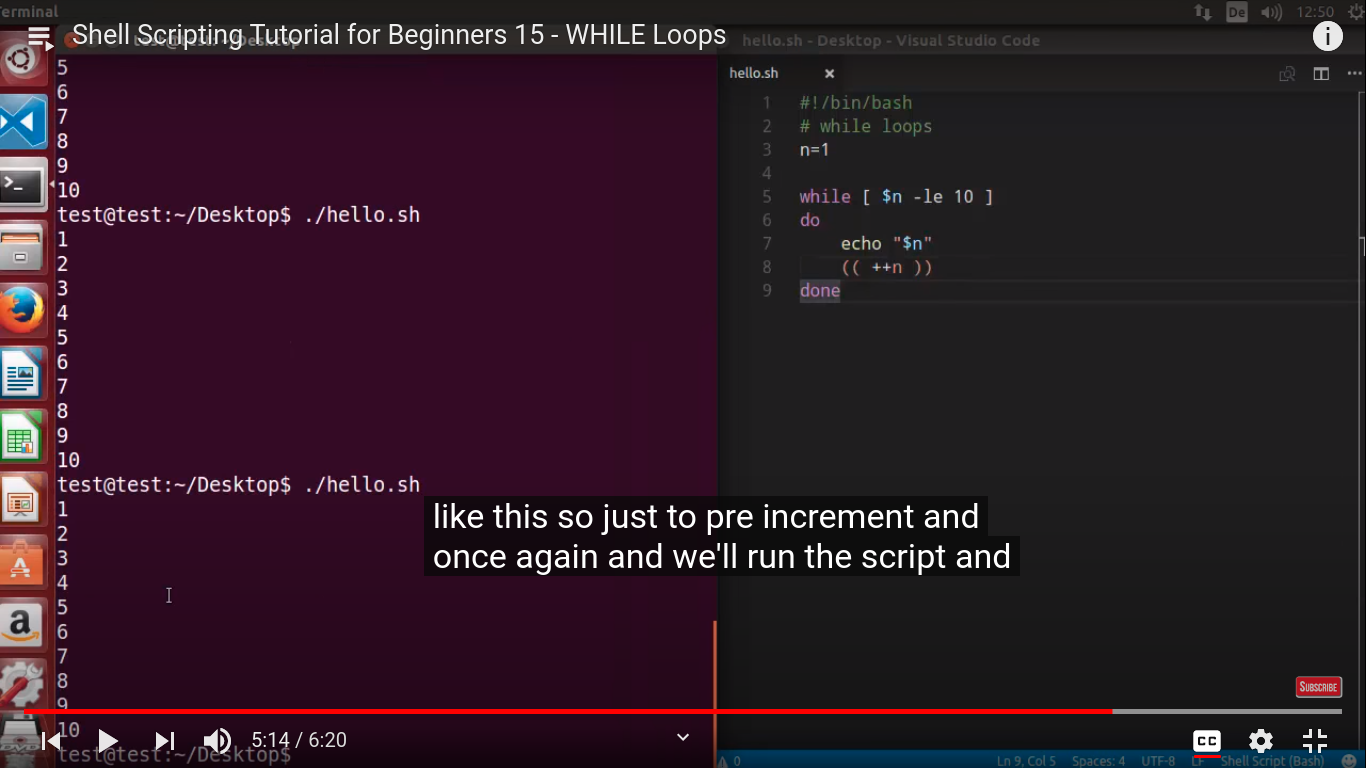 erminal
De
12:50
Shell Scripting Tutorial for Beginners 15 - WHILE Loops
hello.sh - Desktop - Visual Studio Code
5
6
7
8
9
10
test@test:~/Desktop$ ./hello.sh
1
2
3
4
5
6
7
8
9
10
test@test:~/Desktop$ ./hello.sh
1
2
3
4
5
6
7
8
9
10
test@test:~/Desktop$
hello.sh
1 #!/bin/bash
2 # while loops
3 n=1
4
5 while [ $n -le 10 ]
6 do
7 echo "$n"
8 (( ++n ))
9 done
like this so just to pre increment and
once again and we'll run the script and
SUBSCRIBE
5:14 / 6:20
CC
0
Ln 9, Col 5 Spaces: 4 UTF-8 LF Shell Script (Bash)